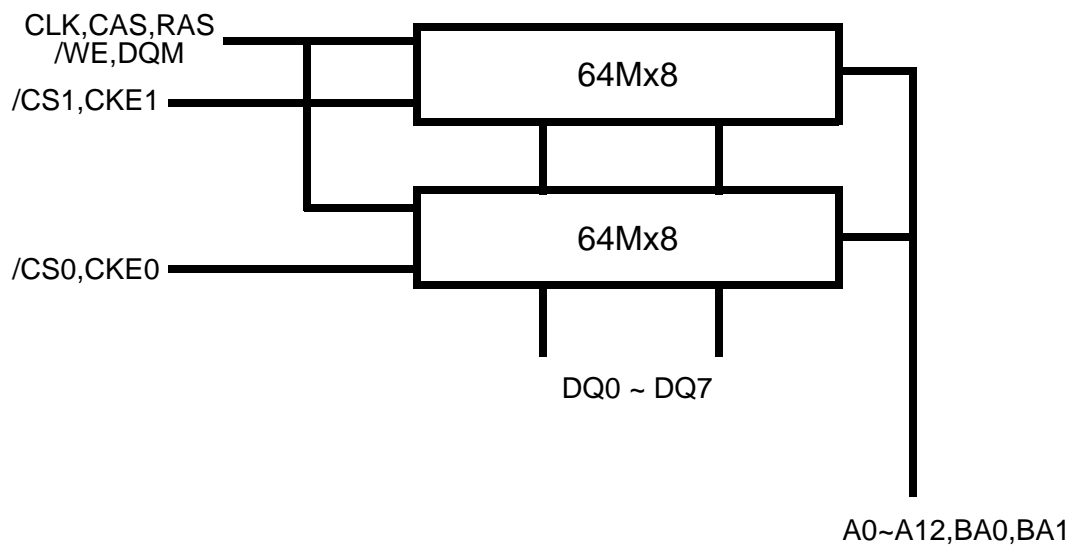 CLK,CAS,RAS
/WE,DQM
64Mx8
/CS1,CKE1
64Mx8
/CS0,CKE0
DQ0 ~ DQ7
A0~A12,BA0,BA1